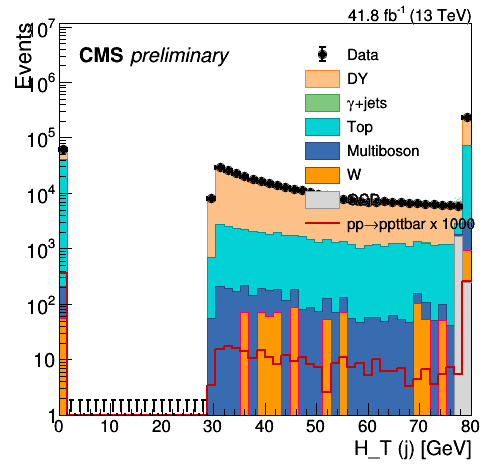 41.8 fb⁻¹ (13 TeV)
Events
CMS preliminary
Data
DY
γ+jets
Top
Multiboson
W
QCD
pp→ppttbar x 1000
10⁷
10⁶
10⁵
10⁴
10³
10²
10
1
0 10 20 30 40 50 60 70 80
H_T (j) [GeV]